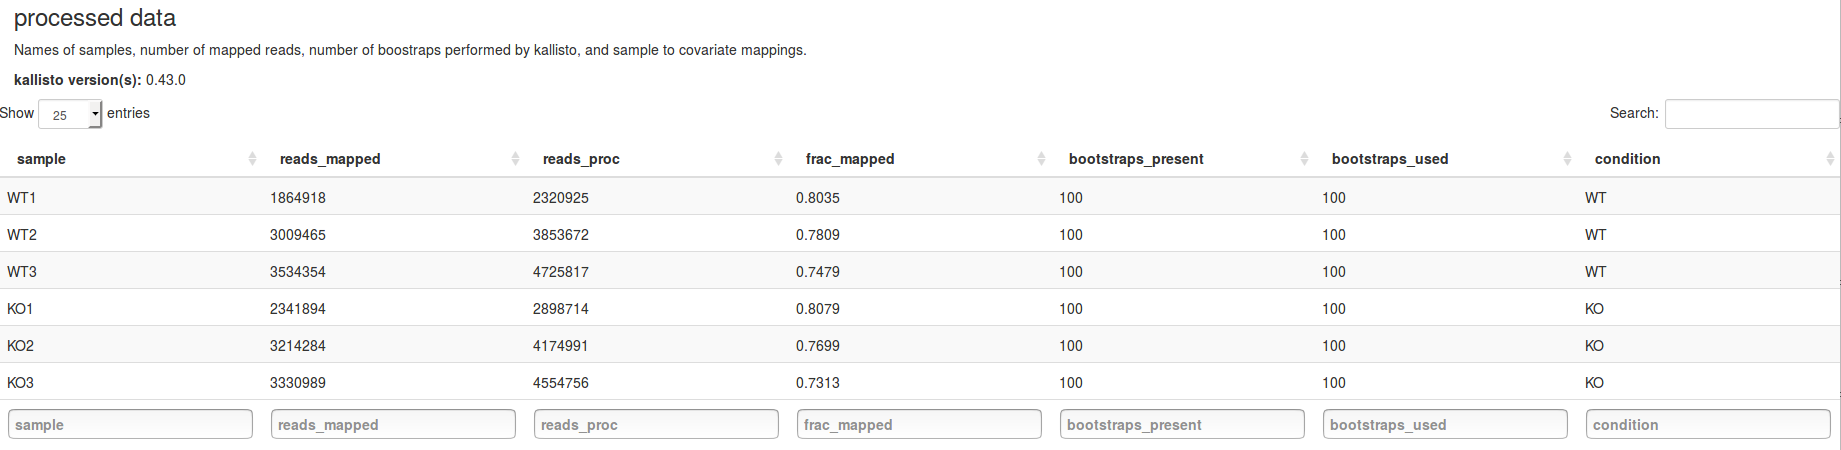 processed data
Names of samples, number of mapped reads, number of boostraps performed by kallisto, and sample to covariate mappings.
kallisto version(s): 0.43.0
Show 25 entries Search:
sample reads_mapped reads_proc frac_mapped bootstraps_present bootstraps_used condition
WT1 1864918 2320925 0.8035 100 100 WT
WT2 3009465 3853672 0.7809 100 100 WT
WT3 3534354 4725817 0.7479 100 100 WT
KO1 2341894 2898714 0.8079 100 100 KO
KO2 3214284 4174991 0.7699 100 100 KO
KO3 3330989 4554756 0.7313 100 100 KO
sample reads_mapped reads_proc frac_mapped bootstraps_present bootstraps_used condition